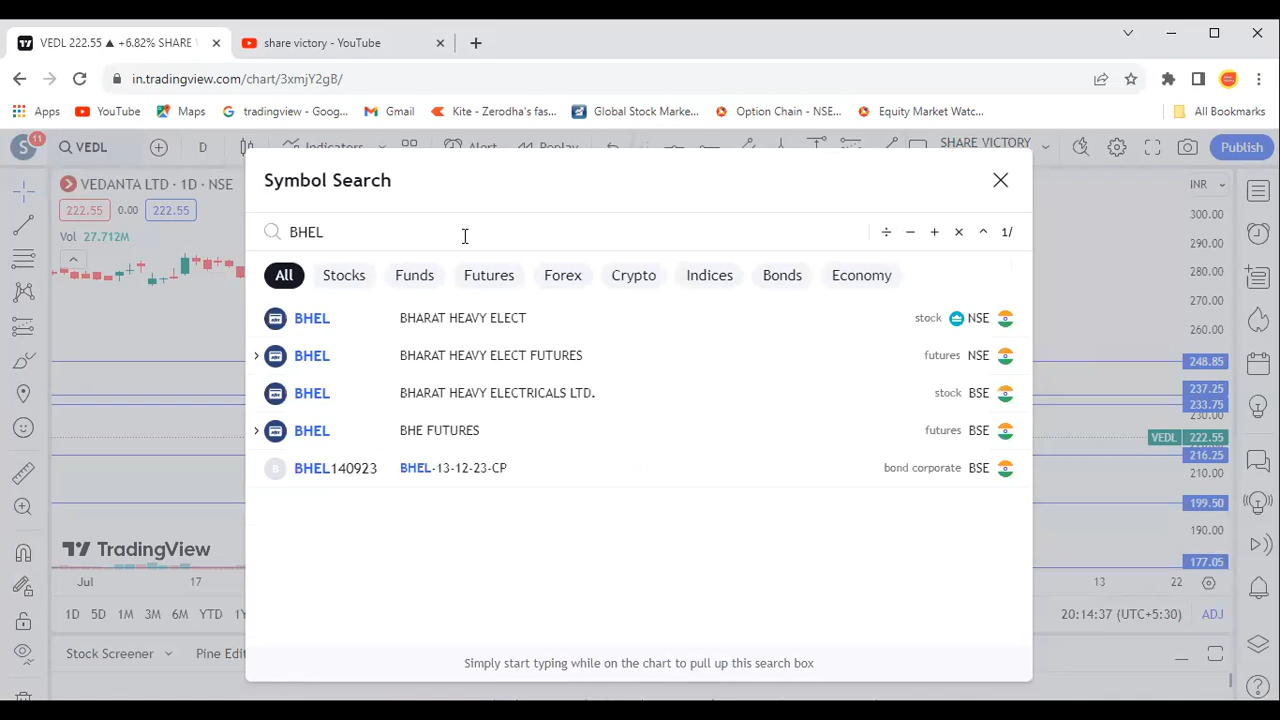 VEDL 222.55 ▲ +6.82% SHARE
share victory - YouTube
in.tradingview.com/chart/3xmjY2gB/
Apps
YouTube
Maps
tradingview - Goog...
Gmail
Kite - Zerodha's fas...
Global Stock Marke...
Option Chain - NSE...
Equity Market Watc...
All Bookmarks
S
11
VEDL
D
Indicators
Alert
Replay
SHARE VICTORY
Publish
VEDANTA LTD · 1D · NSE
INR
222.55
0.00
222.55
Vol 27.712M
Symbol Search
BHEL
÷ − + × ^ 1/
All
Stocks
Funds
Futures
Forex
Crypto
Indices
Bonds
Economy
BHEL BHARAT HEAVY ELECT stock NSE
BHEL BHARAT HEAVY ELECT FUTURES futures NSE
BHEL BHARAT HEAVY ELECTRICALS LTD. stock BSE
BHEL BHE FUTURES futures BSE
B BHEL140923 BHEL-13-12-23-CP bond corporate BSE
Simply start typing while on the chart to pull up this search box
300.00
290.00
280.00
270.00
260.00
248.85
237.25
233.75
230.00
VEDL 222.55
216.25
210.00
199.50
190.00
177.05
TradingView
Jul
17
13
22
1D 5D 1M 3M 6M YTD 1Y
20:14:37 (UTC+5:30)
ADJ
Stock Screener
Pine Edit